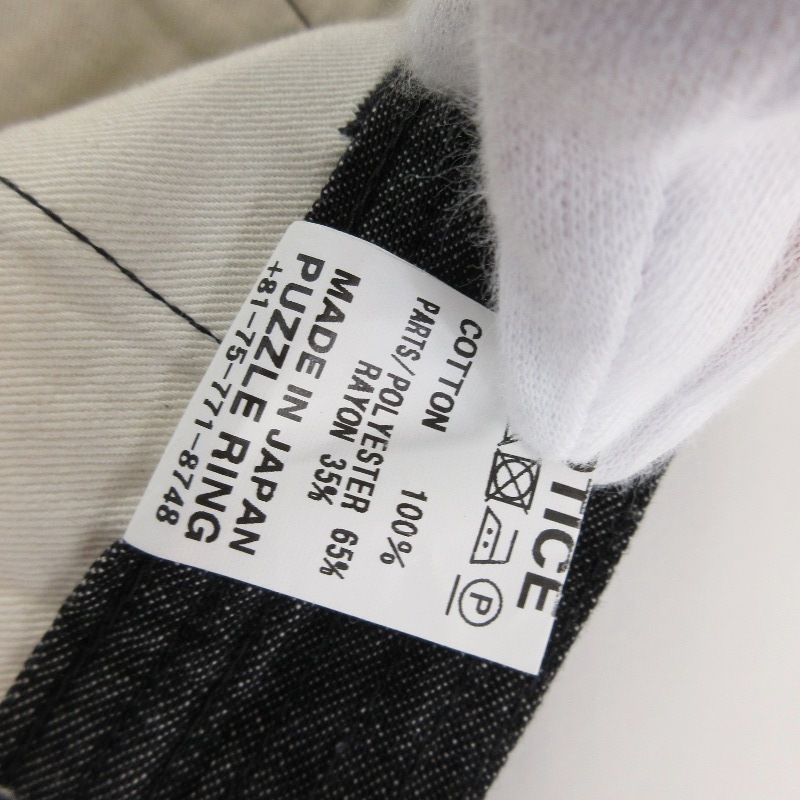 TICE
P
COTTON 100%
PARTS/POLYESTER 65%
RAYON 35%
MADE IN JAPAN
PUZZLE RING
+81-75-771-8748